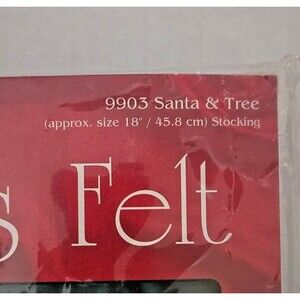 9903 Santa & Tree
(approx. size 18" / 45.8 cm) Stocking
s Felt